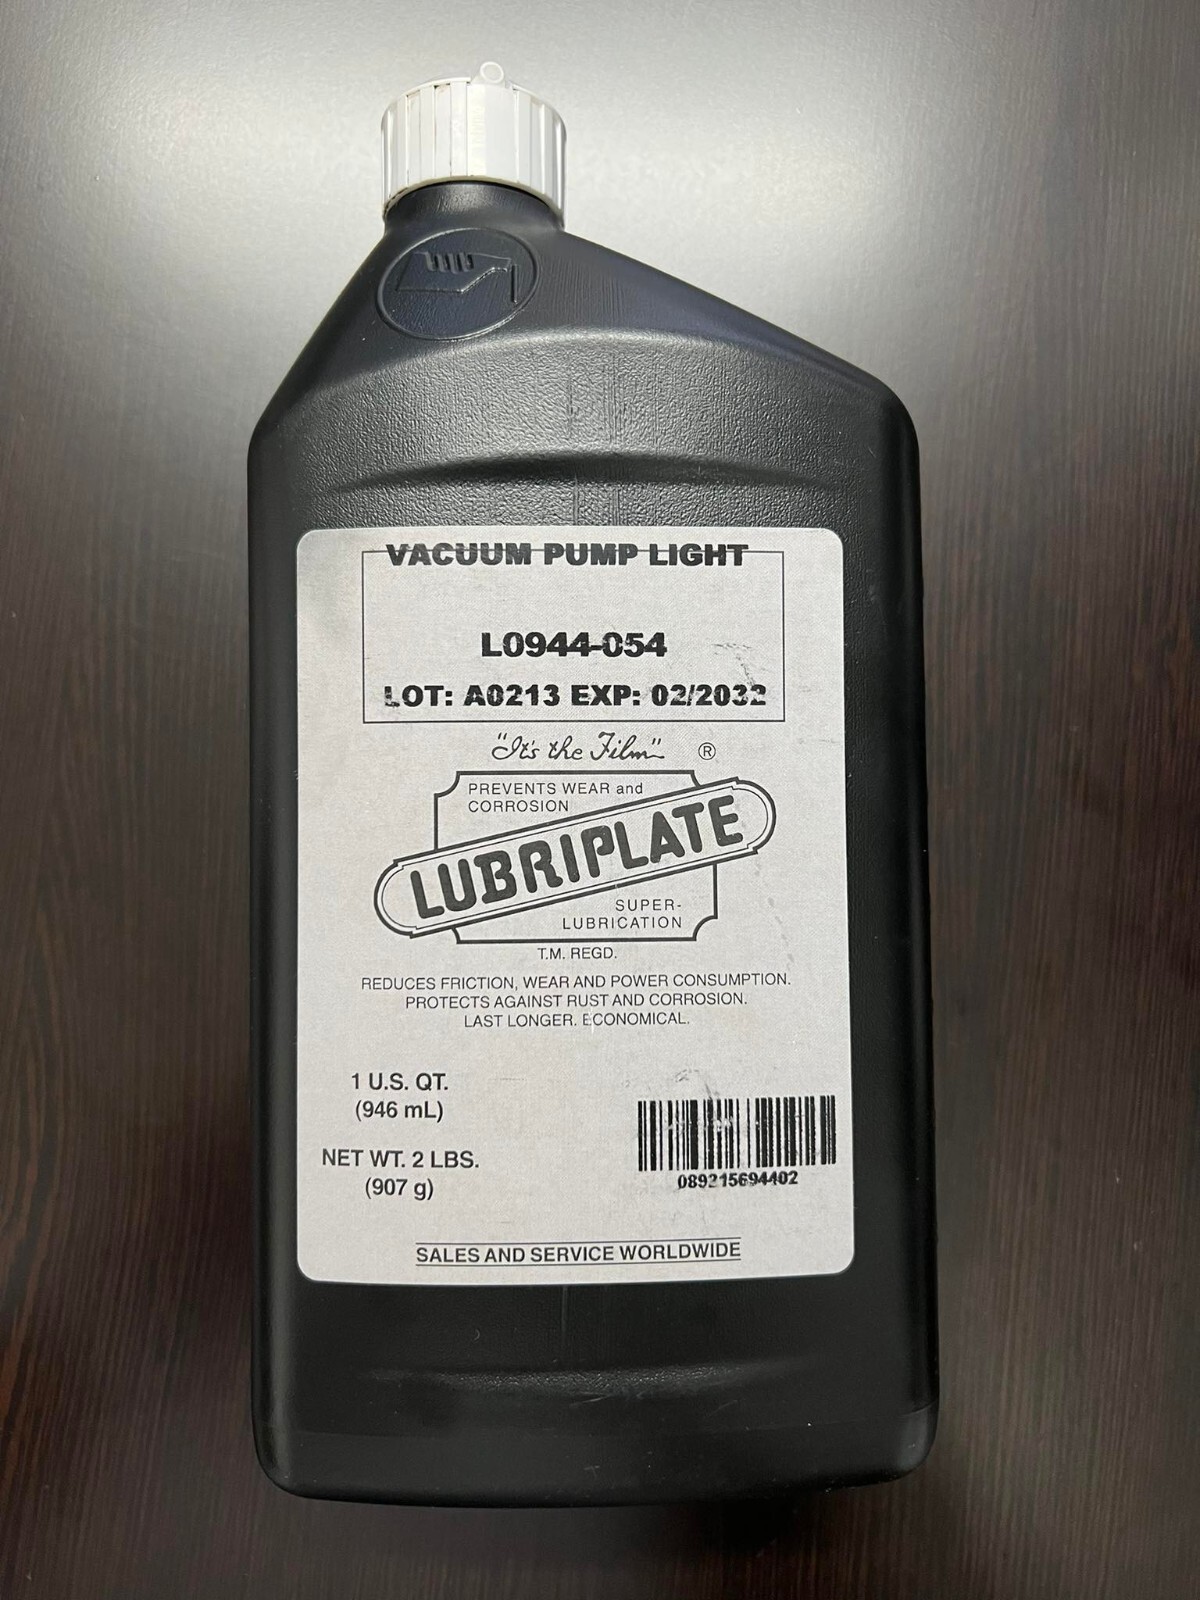 VACUUM PUMP LIGHT
L0944-054
LOT: A0213 EXP: 02/2032
"It's the Film" ®
PREVENTS WEAR and
CORROSION
LUBRIPLATE
SUPER-
LUBRICATION
T.M. REGD.
REDUCES FRICTION, WEAR AND POWER CONSUMPTION.
PROTECTS AGAINST RUST AND CORROSION.
LAST LONGER. ECONOMICAL.
1 U.S. QT.
(946 mL)
NET WT. 2 LBS.
(907 g)
089215694402
SALES AND SERVICE WORLDWIDE